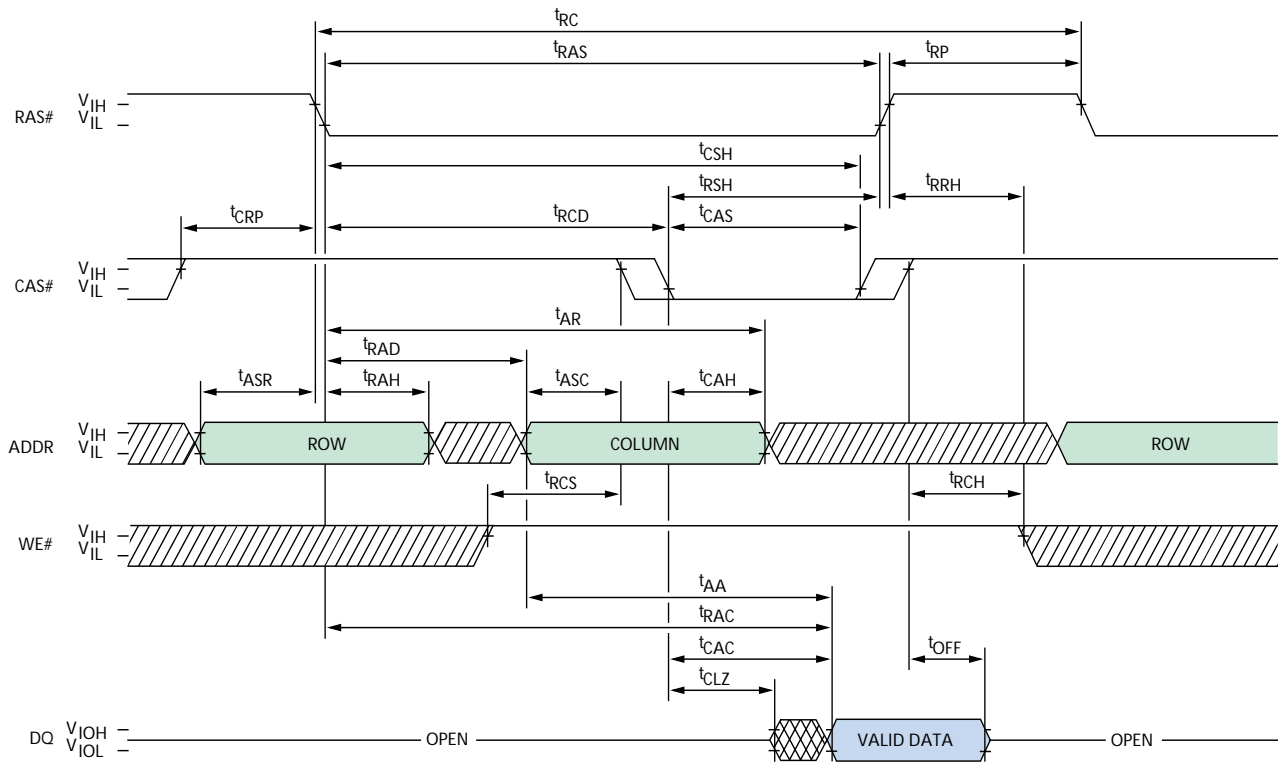 tRC
tRAS
tRP
RAS#
VIH
VIL
tCSH
tRSH
tRRH
tCRP
tRCD
tCAS
CAS#
VIH
VIL
tAR
tRAD
tASR
tRAH
tASC
tCAH
ADDR
VIH
VIL
ROW
COLUMN
ROW
tRCS
tRCH
WE#
VIH
VIL
tAA
tRAC
tCAC
tOFF
tCLZ
DQ
VIOH
VIOL
OPEN
VALID DATA
OPEN